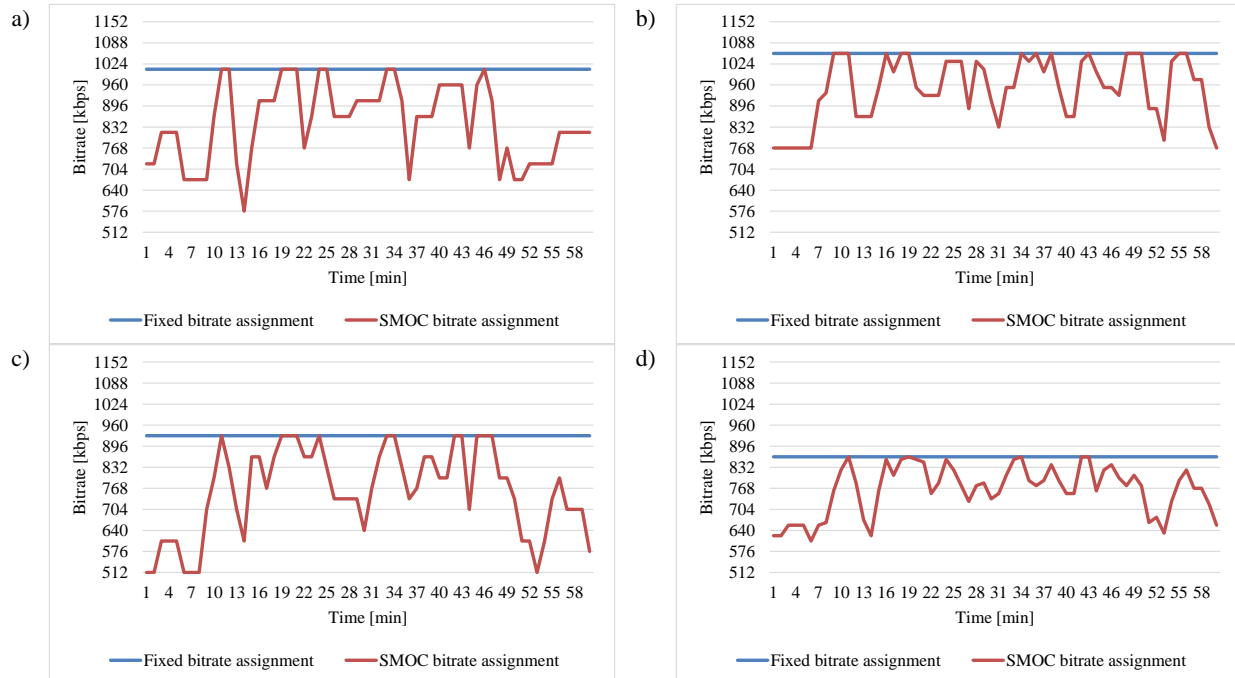 a)
1152
1088
1024
960
896
832
768
704
640
576
512
Bitrate [kbps]
1 4 7 10 13 16 19 22 25 28 31 34 37 40 43 46 49 52 55 58
Time [min]
Fixed bitrate assignment SMOC bitrate assignment
b)
1152
1088
1024
960
896
832
768
704
640
576
512
Bitrate [kbps]
1 4 7 10 13 16 19 22 25 28 31 34 37 40 43 46 49 52 55 58
Time [min]
Fixed bitrate assignment SMOC bitrate assignment
c)
1152
1088
1024
960
896
832
768
704
640
576
512
Bitrate [kbps]
1 4 7 10 13 16 19 22 25 28 31 34 37 40 43 46 49 52 55 58
Time [min]
Fixed bitrate assignment SMOC bitrate assignment
d)
1152
1088
1024
960
896
832
768
704
640
576
512
Bitrate [kbps]
1 4 7 10 13 16 19 22 25 28 31 34 37 40 43 46 49 52 55 58
Time [min]
Fixed bitrate assignment SMOC bitrate assignment